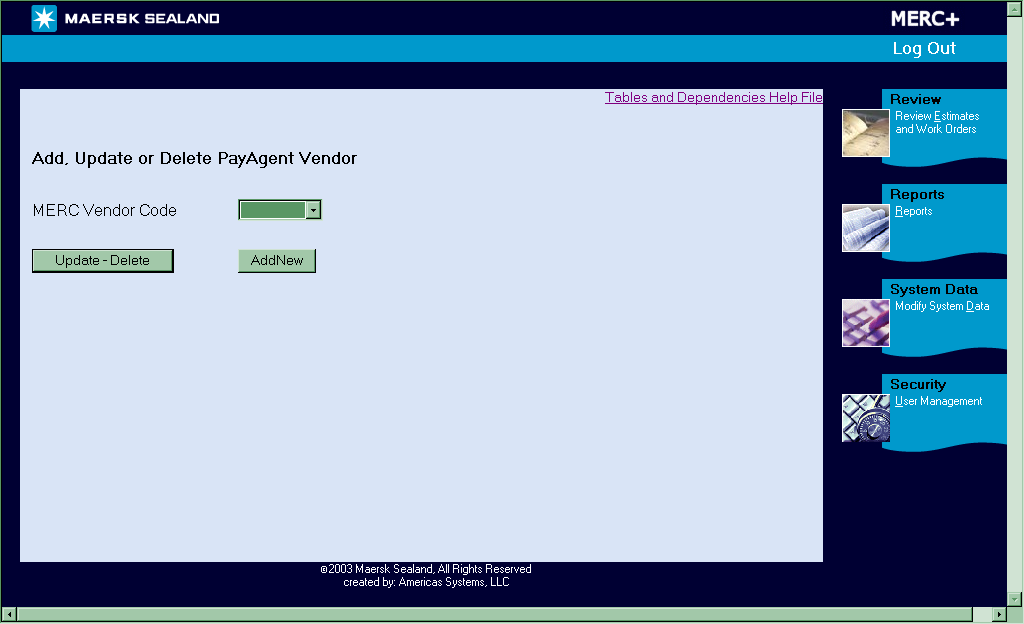 MAERSK SEALAND
MERC+
Log Out
Tables and Dependencies Help File
Add, Update or Delete PayAgent Vendor
MERC Vendor Code
Update - Delete
AddNew
Review
Review Estimates
and Work Orders
Reports
Reports
System Data
Modify System Data
Security
User Management
©2003 Maersk Sealand, All Rights Reserved
created by: Americas Systems, LLC